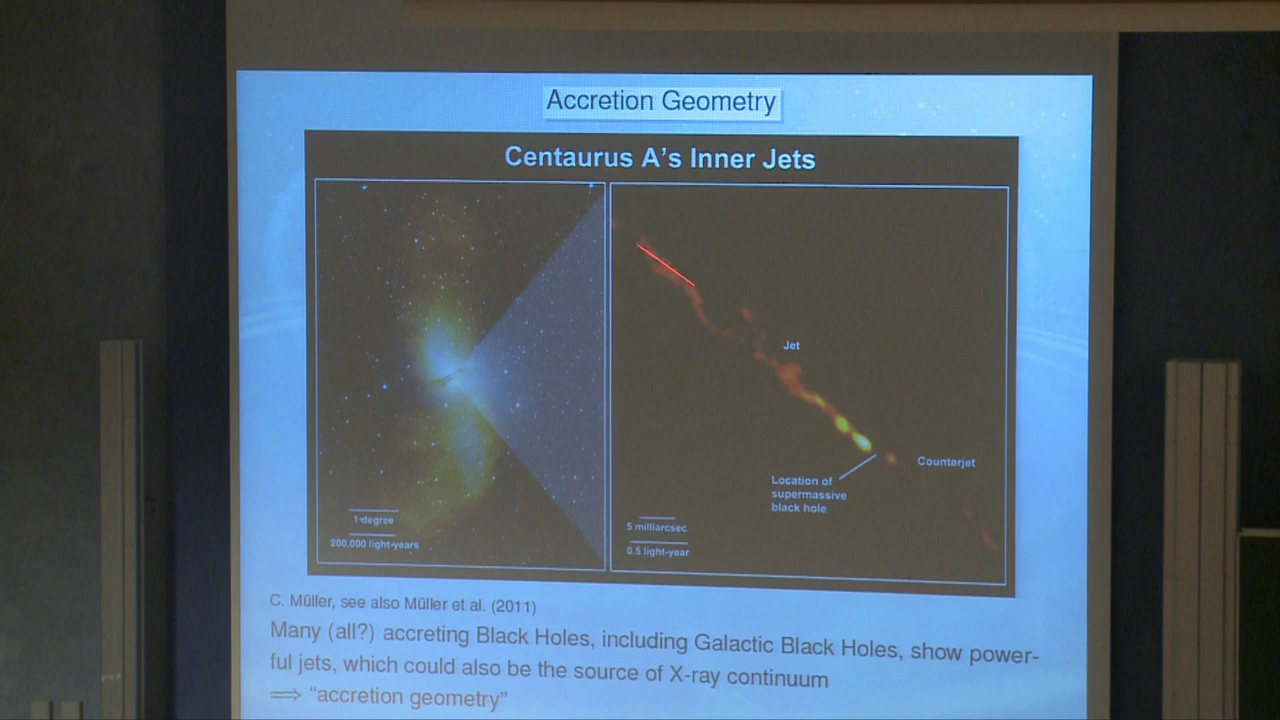 Accretion Geometry
Centaurus A's Inner Jets
1 degree
200,000 light-years
Jet
Counterjet
Location of
supermassive
black hole
5 milliarcsec
0.5 light-year
C. Müller, see also Müller et al. (2011)
Many (all?) accreting Black Holes, including Galactic Black Holes, show power-
ful jets, which could also be the source of X-ray continuum
⟹ “accretion geometry”